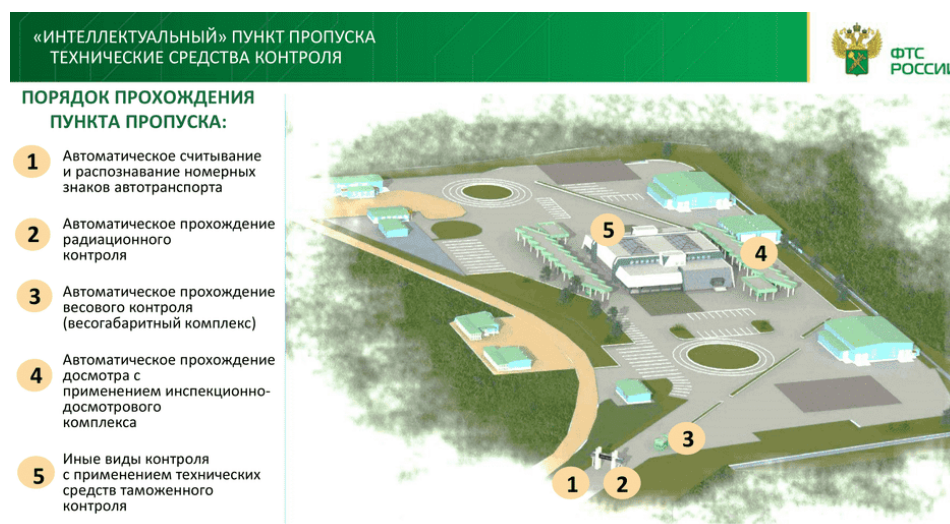 «ИНТЕЛЛЕКТУАЛЬНЫЙ» ПУНКТ ПРОПУСКА
ТЕХНИЧЕСКИЕ СРЕДСТВА КОНТРОЛЯ
ФТС
РОССИИ
ПОРЯДОК ПРОХОЖДЕНИЯ
ПУНКТА ПРОПУСКА:
1
Автоматическое считывание
и распознавание номерных
знаков автотранспорта
2
Автоматическое прохождение
радиационного
контроля
3
Автоматическое прохождение
весового контроля
(весогабаритный комплекс)
4
Автоматическое прохождение
досмотра с
применением инспекционно-
досмотрового
комплекса
5
Иные виды контроля
с применением технических
средств таможенного
контроля
5
4
3
1
2